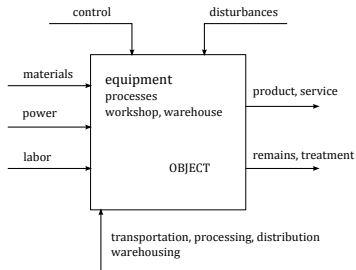 control
disturbances
materials
equipment
processes
workshop, warehouse
product, service
power
labor
OBJECT
remains, treatment
transportation, processing, distribution
warehousing